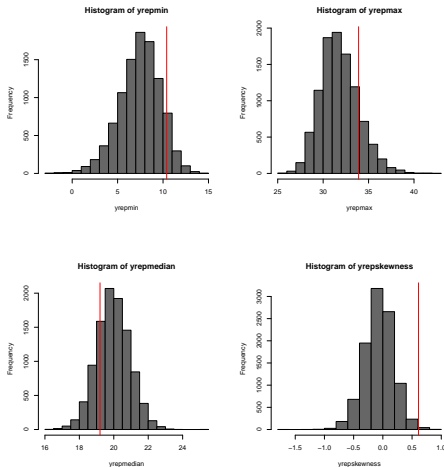 Histogram of yrepmin
Frequency
0 500 1000 1500
0 5 10 15
yrepmin
Histogram of yrepmax
Frequency
0 500 1000 1500 2000
25 30 35 40
yrepmax
Histogram of yrepmedian
Frequency
0 500 1000 1500 2000
16 18 20 22 24
yrepmedian
Histogram of yrepskewness
Frequency
0 500 1000 1500 2000 2500 3000
-1.5 -1.0 -0.5 0.0 0.5 1.0
yrepskewness